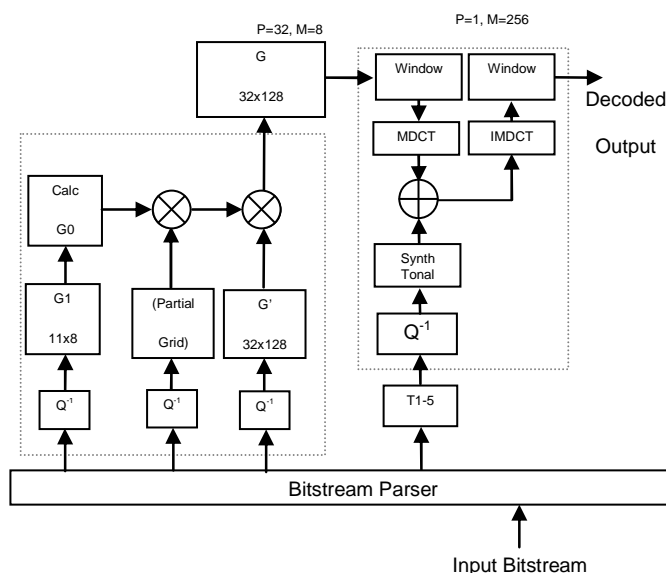 P=32, M=8
P=1, M=256
G
32x128
Window
Window
Decoded
Output
MDCT
IMDCT
Calc
G0
Synth
Tonal
G1
11x8
(Partial
Grid)
G'
32x128
Q-1
Q-1
Q-1
Q-1
T1-5
Bitstream Parser
Input Bitstream